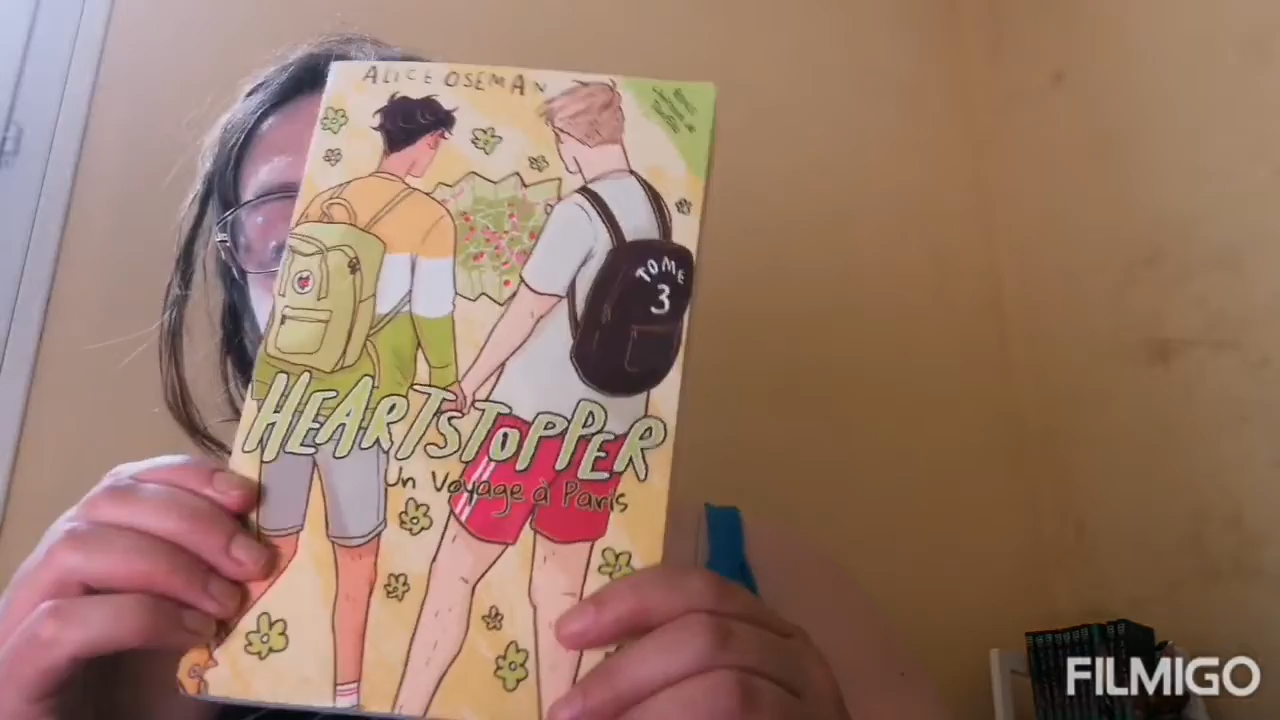 ALICE OSEMAN
TOME
3
HEARTSTOPPER
Un Voyage à Paris
FILMIGO